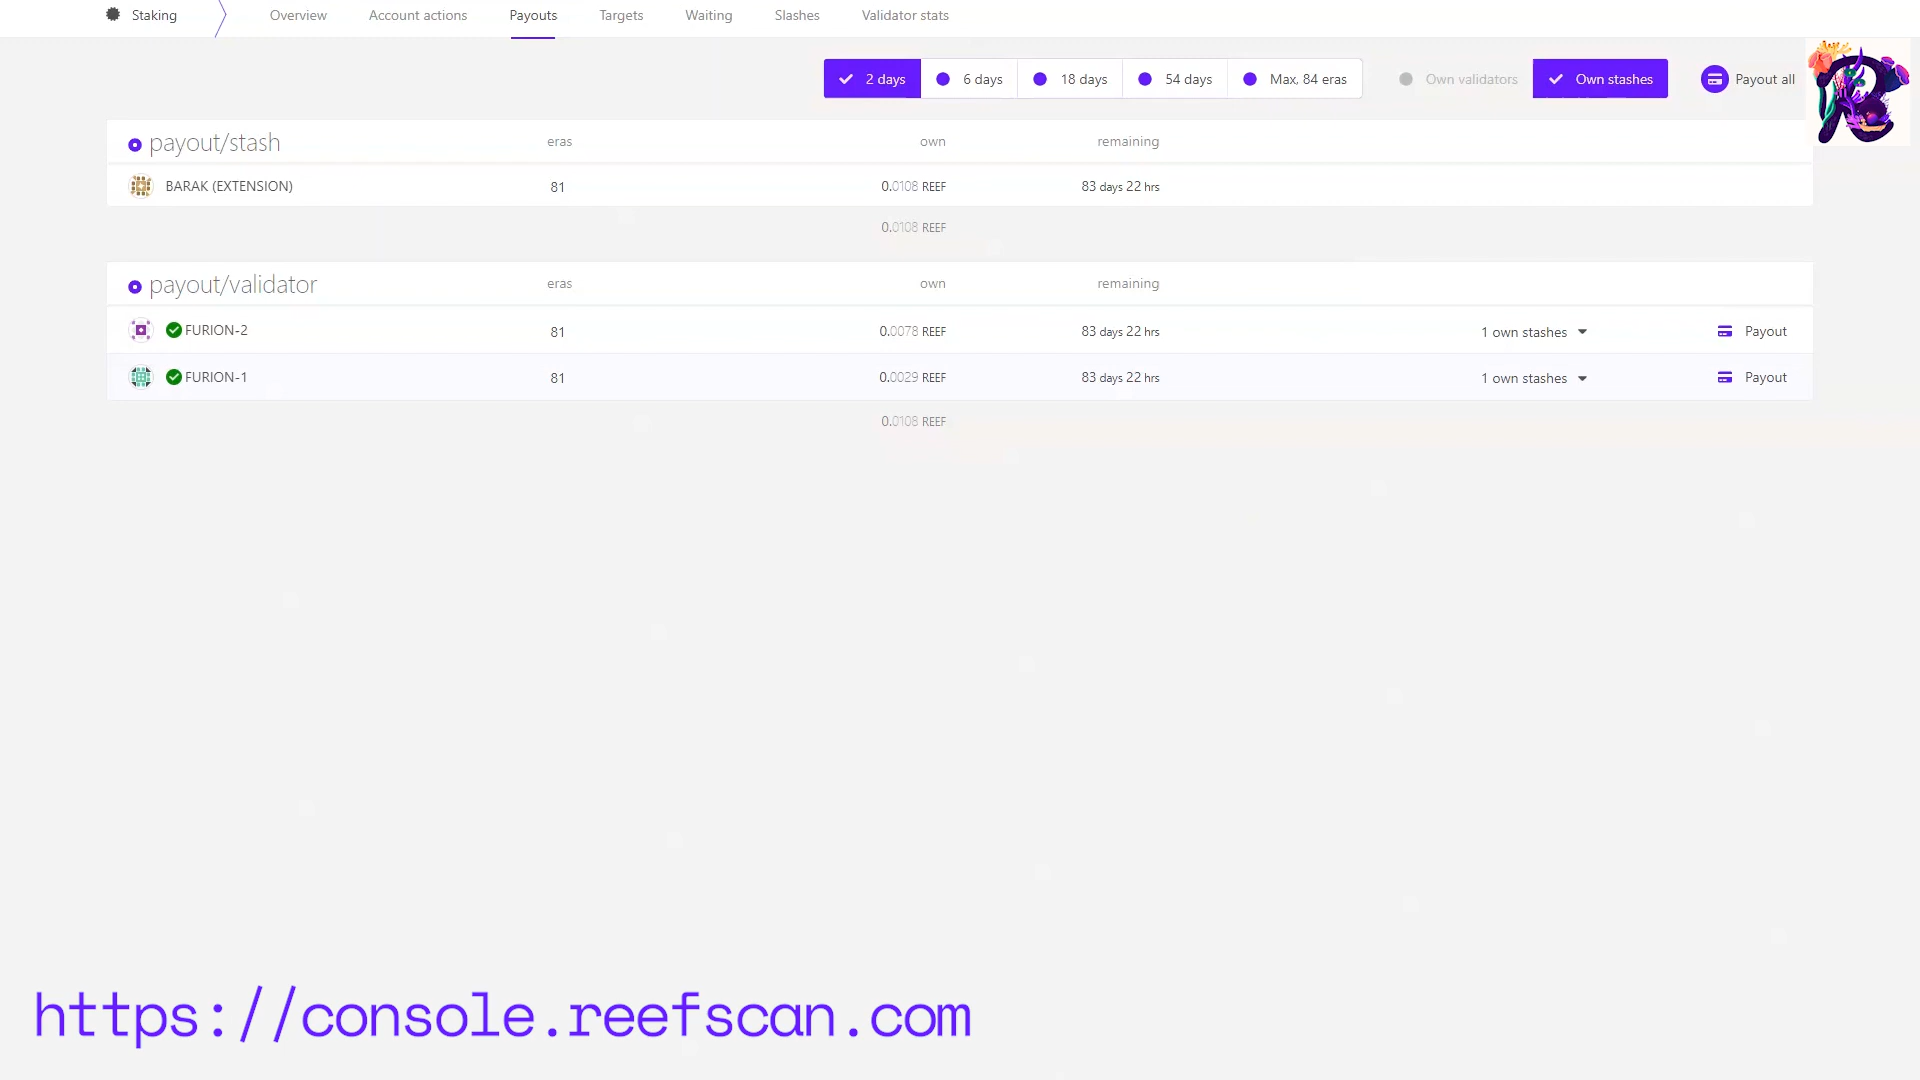 Staking Overview Account actions Payouts Targets Waiting Slashes Validator stats
2 days 6 days 18 days 54 days Max, 84 eras Own validators Own stashes Payout all
payout/stash eras own remaining
BARAK (EXTENSION) 81 0.0108 REEF 83 days 22 hrs
0.0108 REEF
payout/validator eras own remaining
FURION-2 81 0.0078 REEF 83 days 22 hrs 1 own stashes Payout
FURION-1 81 0.0029 REEF 83 days 22 hrs 1 own stashes Payout
0.0108 REEF
https://console.reefscan.com